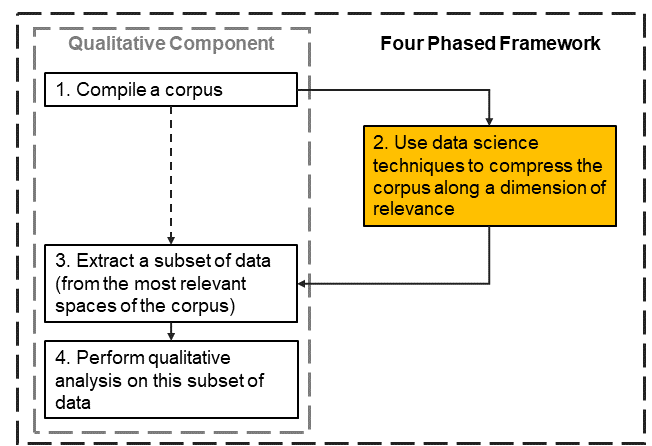 Qualitative Component
Four Phased Framework
1. Compile a corpus
2. Use data science
techniques to compress the
corpus along a dimension of
relevance
3. Extract a subset of data
(from the most relevant
spaces of the corpus)
4. Perform qualitative
analysis on this subset of
data